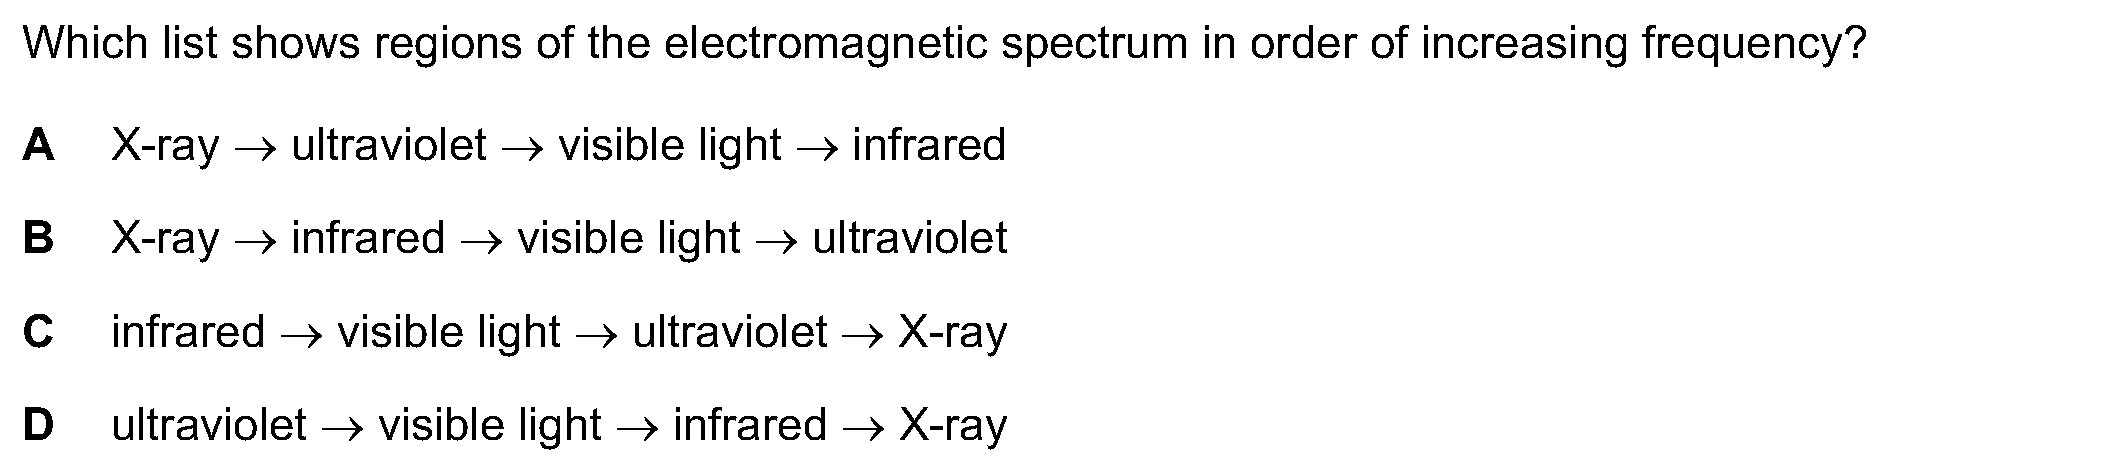 Which list shows regions of the electromagnetic spectrum in order of increasing frequency?
A X-ray → ultraviolet → visible light → infrared
B X-ray → infrared → visible light → ultraviolet
C infrared → visible light → ultraviolet → X-ray
D ultraviolet → visible light → infrared → X-ray